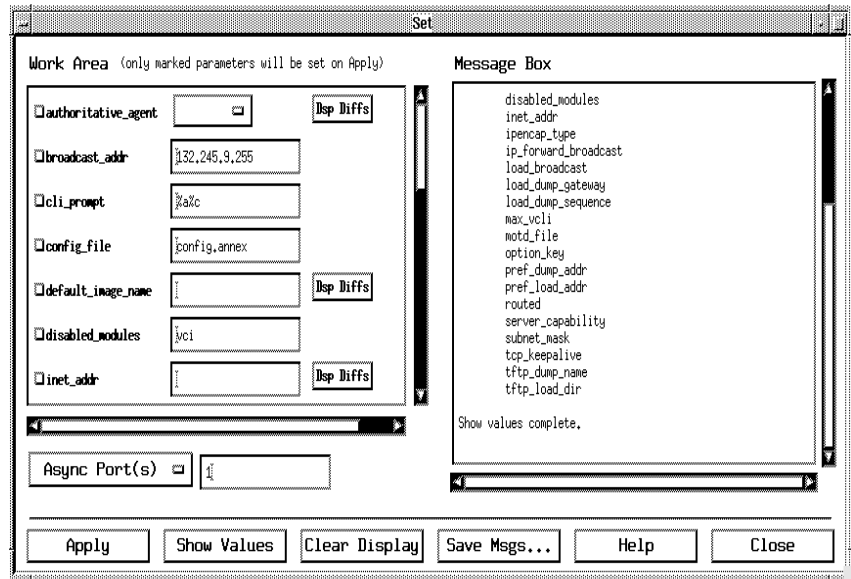 Set
Work Area (only marked parameters will be set on Apply)
authoritative_agent
Dsp Diffs
broadcast_addr
132.245.9.255
cli_prompt
%a%c
config_file
config.annex
default_image_name
Dsp Diffs
disabled_modules
vci
inet_addr
Dsp Diffs
Async Port(s)
1
Message Box
disabled_modules
inet_addr
ipencap_type
ip_forward_broadcast
load_broadcast
load_dump_gateway
load_dump_sequence
max_vcli
motd_file
option_key
pref_dump_addr
pref_load_addr
routed
server_capability
subnet_mask
tcp_keepalive
tftp_dump_name
tftp_load_dir
Show values complete.
Apply
Show Values
Clear Display
Save Msgs...
Help
Close